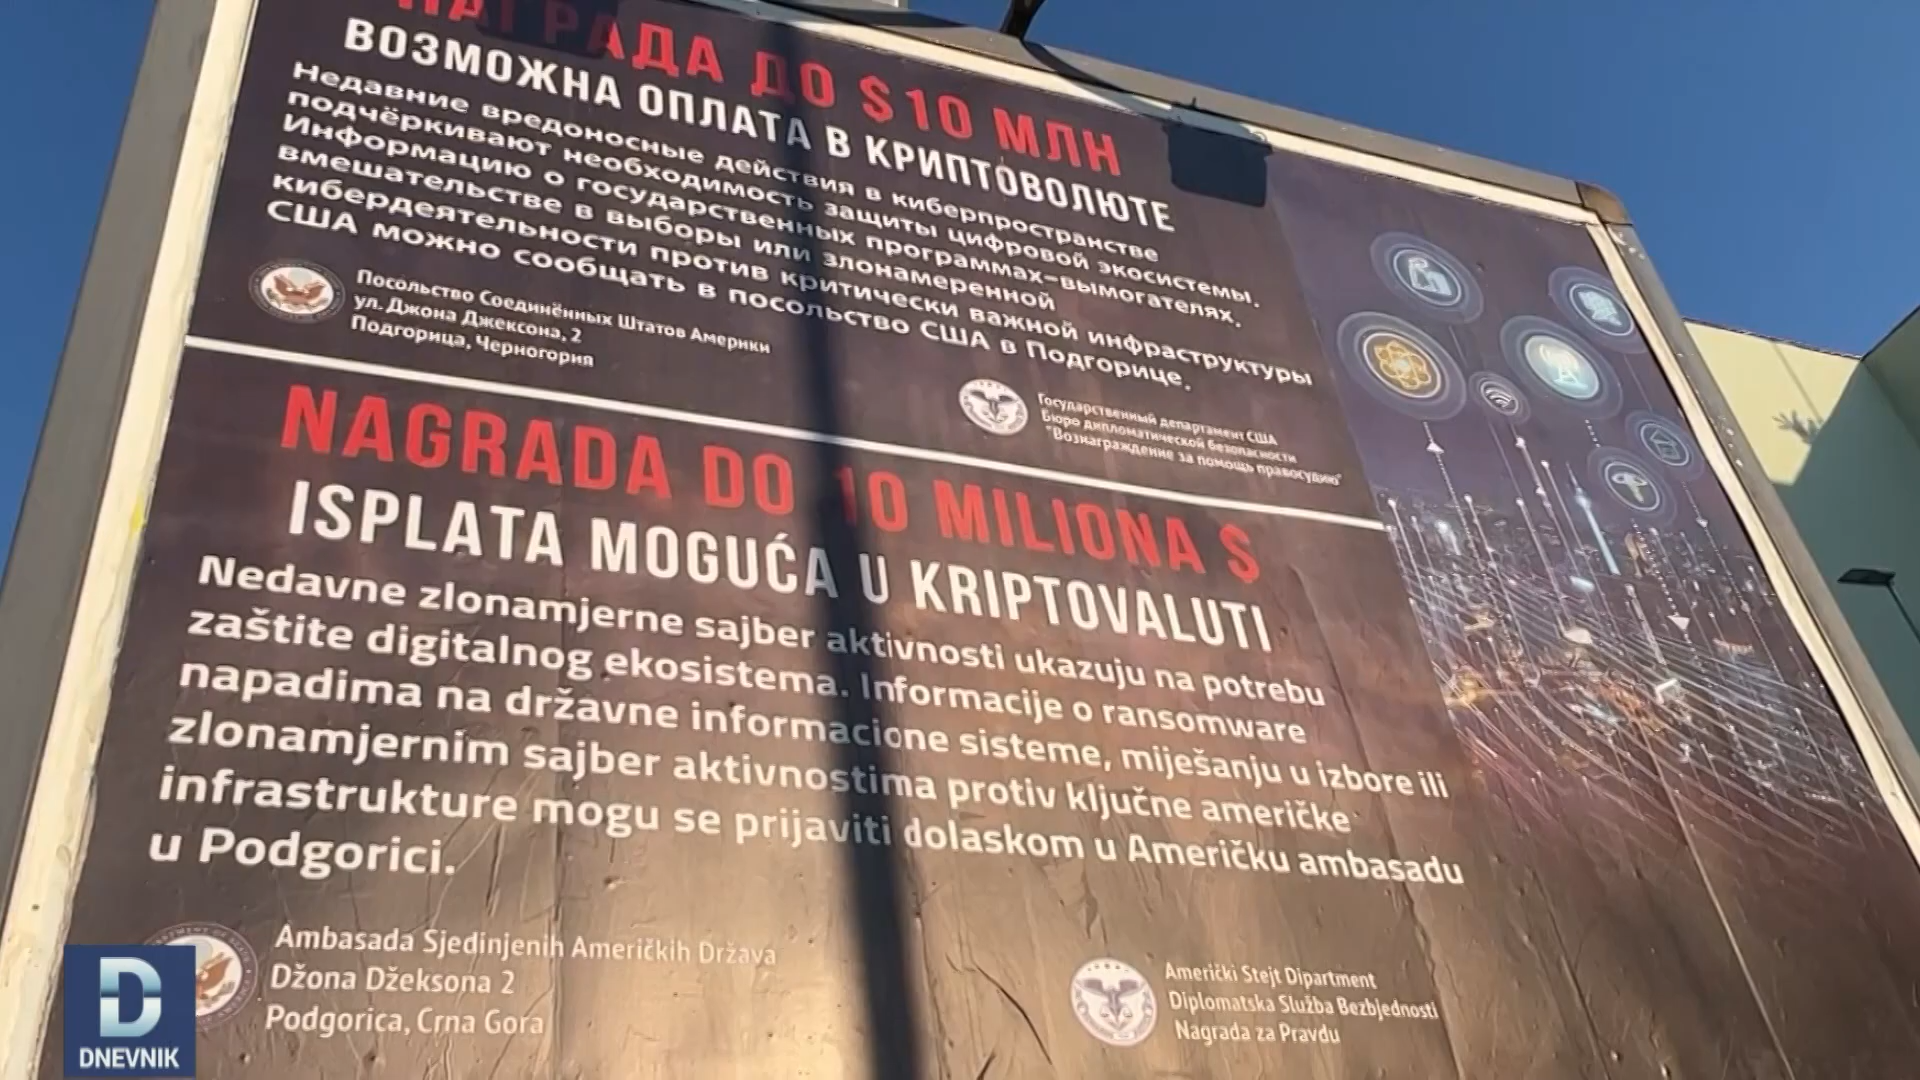 НАГРАДА ДО $10 МЛН
ВОЗМОЖНА ОПЛАТА В КРИПТОВОЛЮТЕ
Недавние вредоносные действия в киберпространстве
подчёркивают необходимость защиты цифровой экосистемы.
Информацию о государственных программах-вымогателях,
вмешательстве в выборы или злонамеренной
кибердеятельности против критически важной инфраструктуры
США можно сообщать в посольство США в Подгорице.
Посольство Соединённых Штатов Америки
ул. Джона Джексона, 2
Подгорица, Черногория
Государственный департамент США
Бюро дипломатической безопасности
"Вознаграждение за помощь правосудию"
NAGRADA DO 10 MILIONA $
ISPLATA MOGUĆA U KRIPTOVALUTI
Nedavne zlonamjerne sajber aktivnosti ukazuju na potrebu
zaštite digitalnog ekosistema. Informacije o ransomware
napadima na državne informacione sisteme, miješanju u izbore ili
zlonamjernim sajber aktivnostima protiv ključne američke
infrastrukture mogu se prijaviti dolaskom u Američku ambasadu
u Podgorici.
Ambasada Sjedinjenih Američkih Država
Džona Džeksona 2
Podgorica, Crna Gora
Američki Stejt Dipartment
Diplomatska Služba Bezbjednosti
Nagrada za Pravdu
D
DNEVNIK